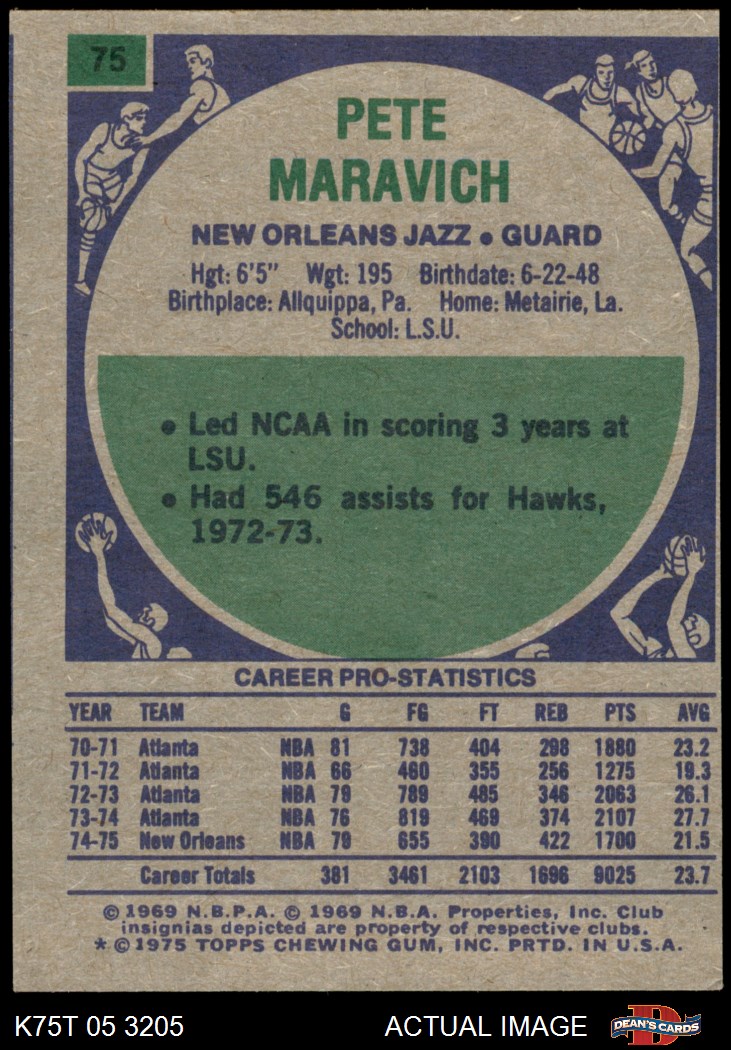 75
PETE
MARAVICH
NEW ORLEANS JAZZ • GUARD
Hgt: 6'5" Wgt: 195 Birthdate: 6-22-48
Birthplace: Allquippa, Pa. Home: Metairie, La.
School: L.S.U.
• Led NCAA in scoring 3 years at
LSU.
• Had 546 assists for Hawks,
1972-73.
CAREER PRO-STATISTICS
YEAR TEAM G FG FT REB PTS AVG
70-71 Atlanta NBA 81 738 404 298 1880 23.2
71-72 Atlanta NBA 66 460 355 256 1275 19.3
72-73 Atlanta NBA 79 789 485 346 2063 26.1
73-74 Atlanta NBA 76 819 469 374 2107 27.7
74-75 New Orleans NBA 79 655 390 422 1700 21.5
Career Totals 381 3461 2103 1696 9025 23.7
© 1969 N.B.P.A. © 1969 N.B.A. Properties, Inc. Club
insignias depicted are property of respective clubs.
* © 1975 TOPPS CHEWING GUM, INC. PRTD. IN U.S.A.
K75T 05 3205 ACTUAL IMAGE DEAN'S CARDS